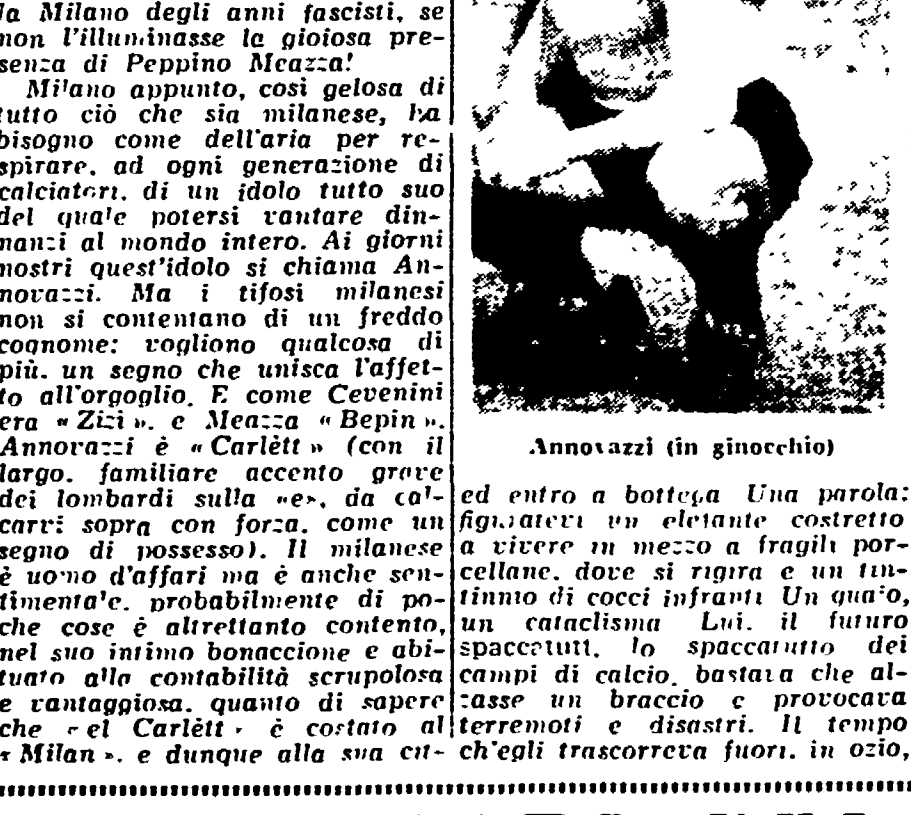 la Milano degli anni fascisti, se
non l'illuminasse la gioiosa pre-
senza di Peppino Meazza!
Milano appunto, così gelosa di
tutto ciò che sia milanese, ha
bisogno come dell'aria per re-
spirare, ad ogni generazione di
calciatori, di un idolo tutto suo
del quale potersi vantare din-
nanzi al mondo intero. Ai giorni
nostri quest'idolo si chiama An-
novazzi. Ma i tifosi milanesi
non si contentano di un freddo
cognome: vogliono qualcosa di
più, un segno che unisca l'affet-
to all'orgoglio. E come Cevenini
era « Zizì », e Meazza « Bepin »,
Annovazzi è « Carlètt » (con il
largo, familiare accento grave
dei lombardi sulla «e», da cal-
carvi sopra con forza, come un
segno di possesso). Il milanese
è uomo d'affari ma è anche sen-
timentale, probabilmente di po-
che cose è altrettanto contento,
nel suo intimo bonaccione e abi-
tuato alla contabilità scrupolosa
e vantaggiosa, quanto di sapere
che « el Carlètt » è costato al
« Milan », e dunque alla sua cit-
Annovazzi (in ginocchio)
ed entro a bottega Una parola:
figuratevi un elefante costretto
a vivere in mezzo a fragili por-
cellane, dove si rigira e un tin-
tinnio di cocci infranti Un guaio,
un cataclisma Lui, il futuro
spaccatutt, lo spaccatutto dei
campi di calcio, bastava che al-
zasse un braccio e provocava
terremoti e disastri. Il tempo
ch'egli trascorreva fuori, in ozio,